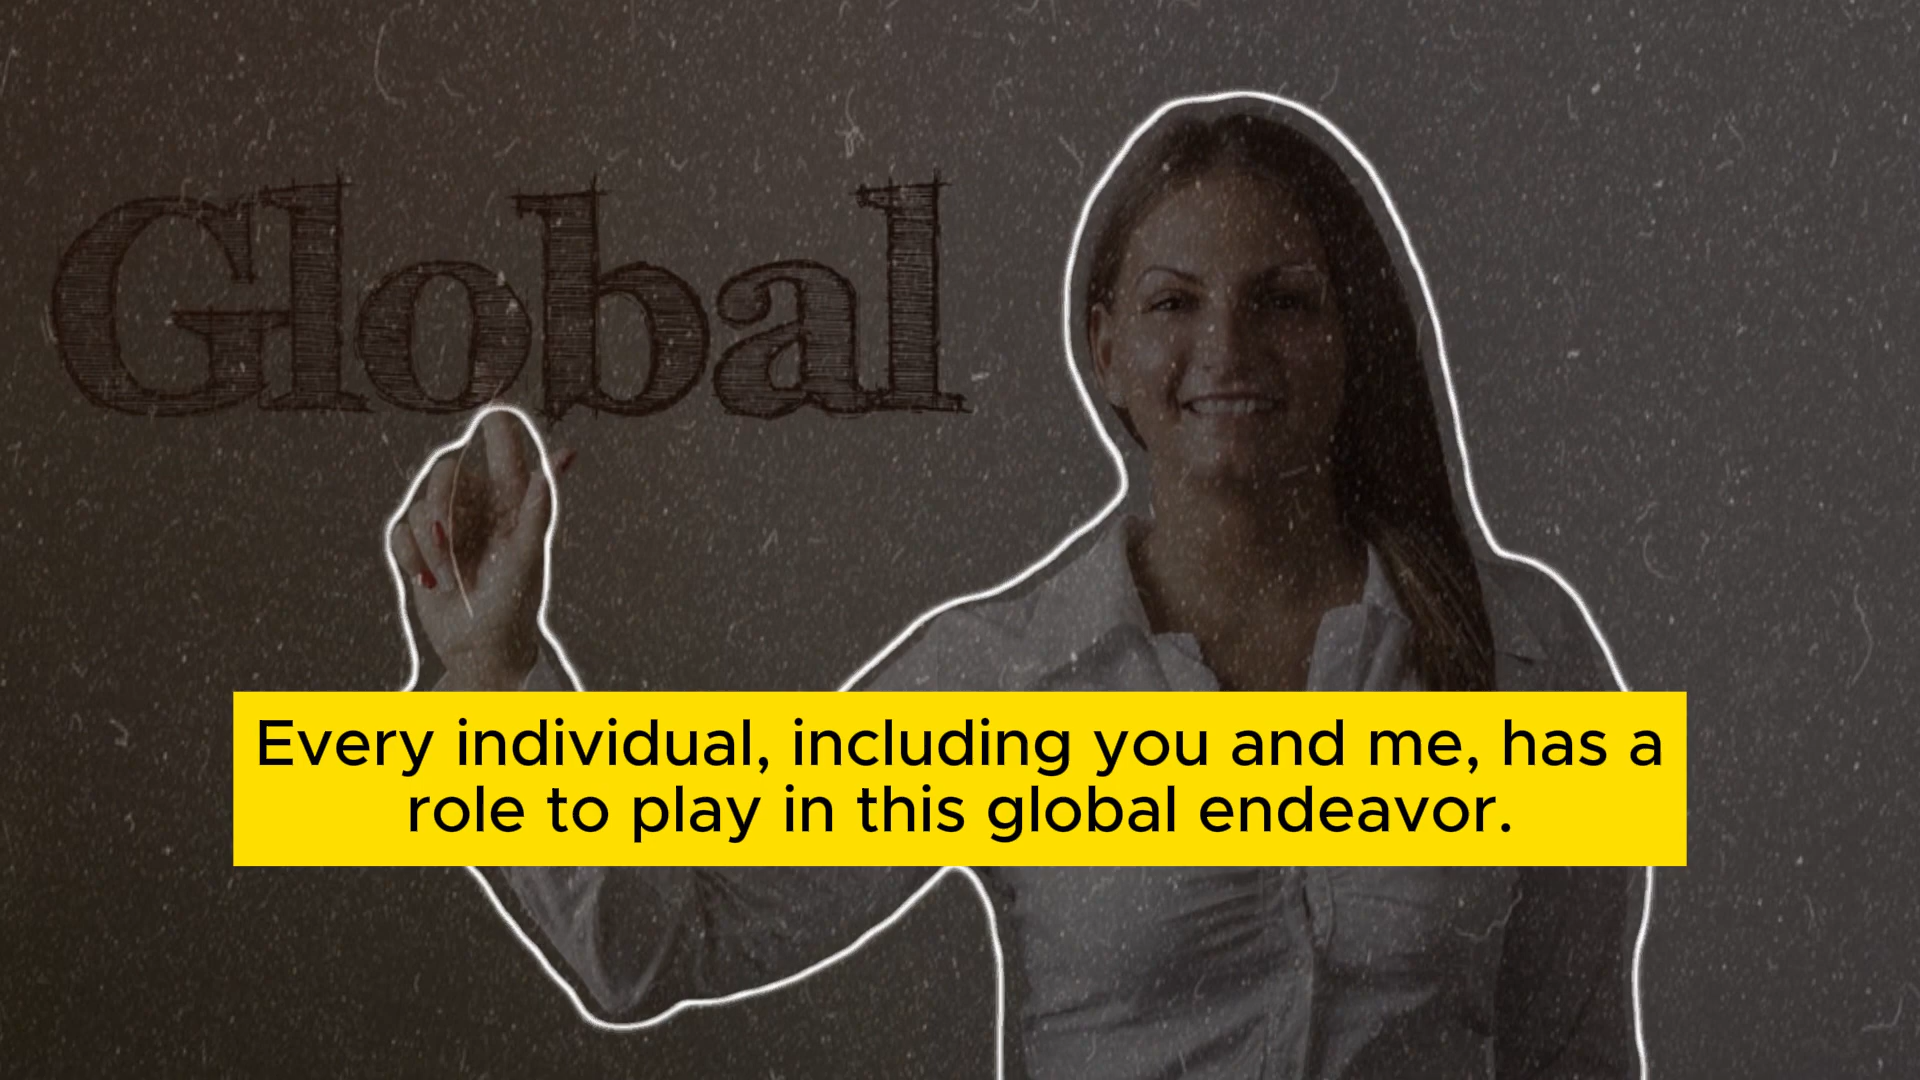 Global
Every individual, including you and me, has a
role to play in this global endeavor.